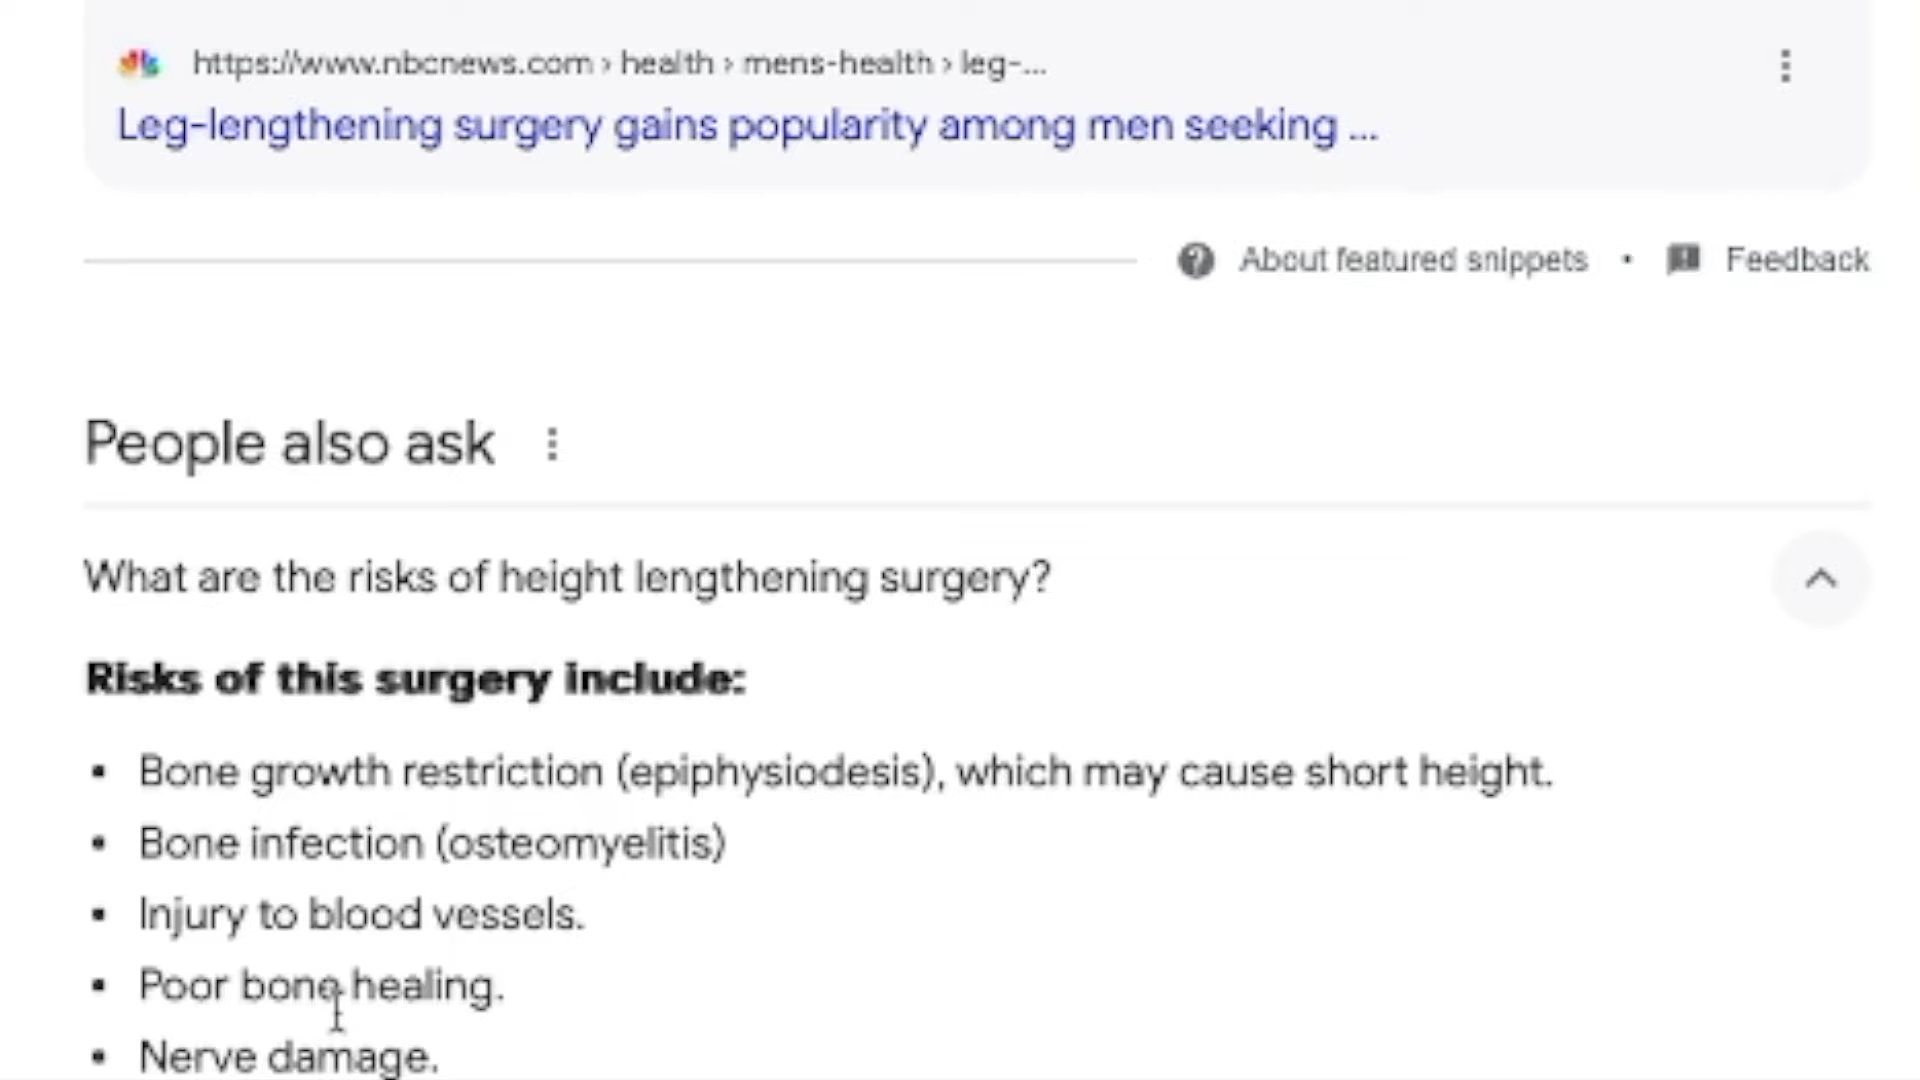 https://www.nbcnews.com › health › mens-health › leg-...
Leg-lengthening surgery gains popularity among men seeking ...
About featured snippets • Feedback
People also ask
What are the risks of height lengthening surgery?
Risks of this surgery include:
▪ Bone growth restriction (epiphysiodesis), which may cause short height.
▪ Bone infection (osteomyelitis)
▪ Injury to blood vessels.
▪ Poor bone healing.
▪ Nerve damage.